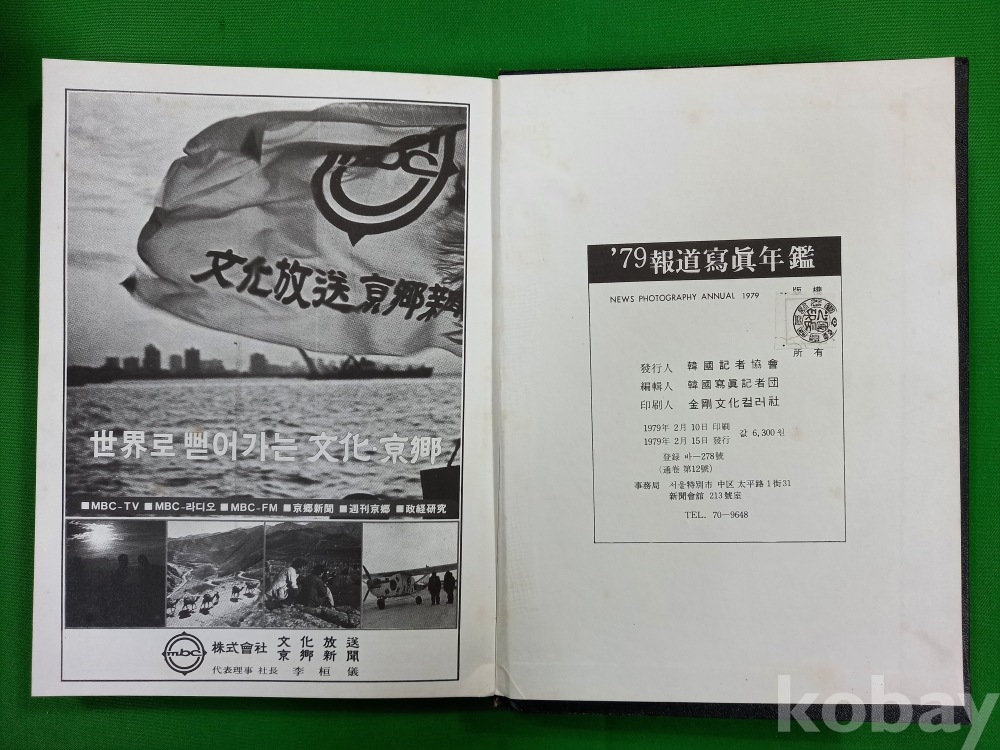 mbc
文化放送 京鄕新聞
世界로 뻗어가는 文化 京鄕
■MBC-TV ■MBC-라디오 ■MBC-FM ■京鄕新聞 ■週刊京鄕 ■政経研究
mbc
株式會社 文化放送
京鄕新聞
代表理事 社長 李桓儀
'79 報道寫眞年鑑
NEWS PHOTOGRAPHY ANNUAL 1979
版權
所有
發行人 韓國記者協會
編輯人 韓國寫眞記者団
印刷人 金剛文化컬러社
1979年 2月 10日 印刷
1979年 2月 15日 發行
값 6,300원
登録 바—278號
(通卷 第12號)
事務局 서울特別市 中区 太平路 1街 31
新聞會館 213號室
TEL. 70—9648
kobay